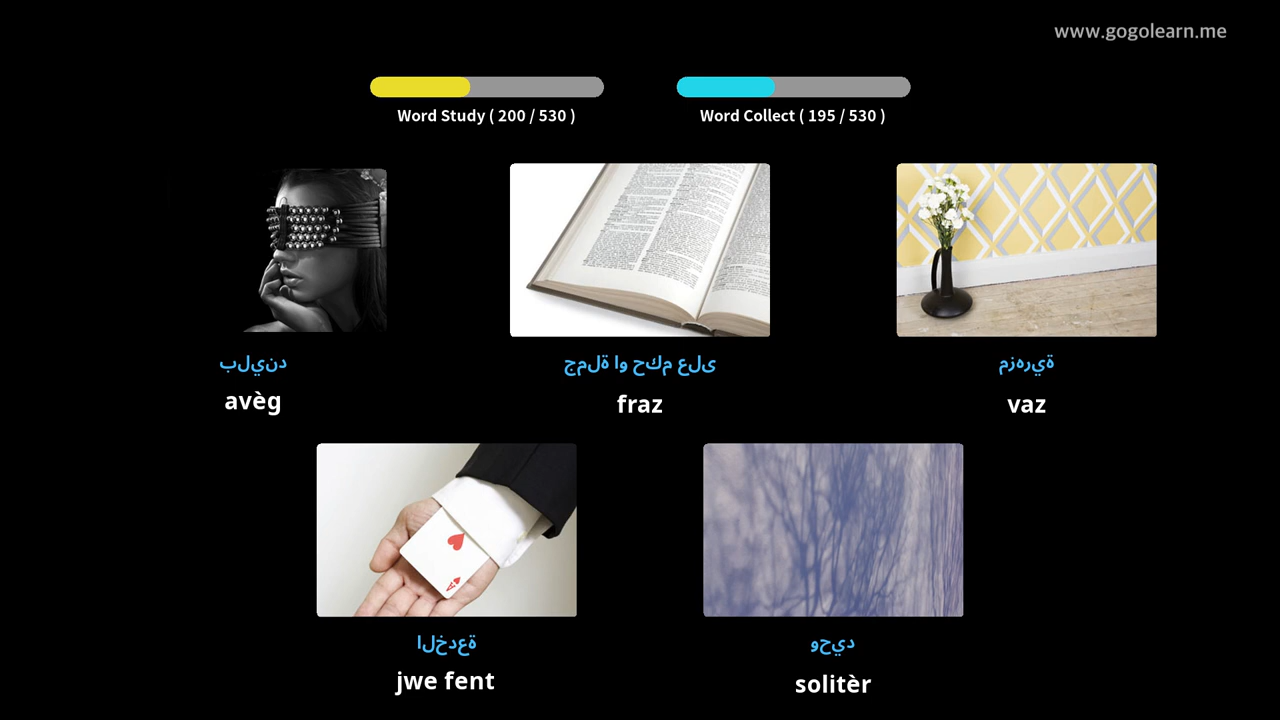 www.gogolearn.me
Word Study ( 200 / 530 )
Word Collect ( 195 / 530 )
بليند
avèg
جملة او حكم على
fraz
مزهرية
vaz
الخدعة
jwe fent
وحيد
solitèr